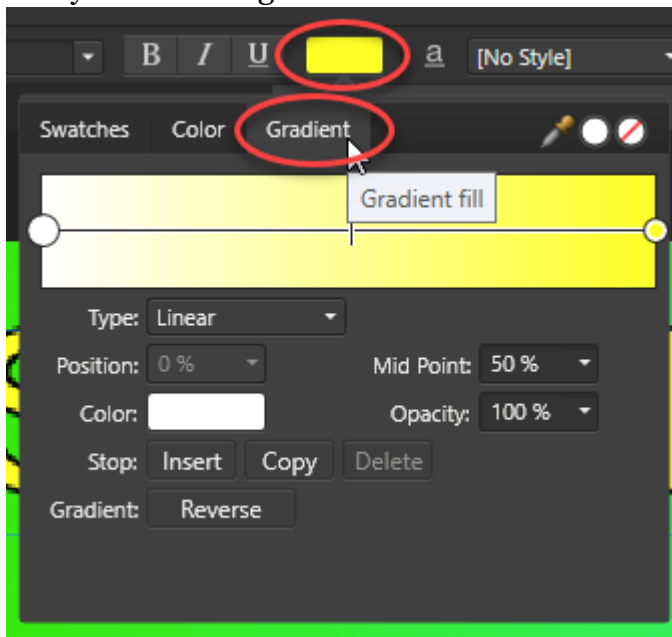 B I U a [No Style]
Swatches Color Gradient
Gradient fill
Type: Linear
Position: 0 % Mid Point: 50 %
Color: Opacity: 100 %
Stop: Insert Copy Delete
Gradient: Reverse